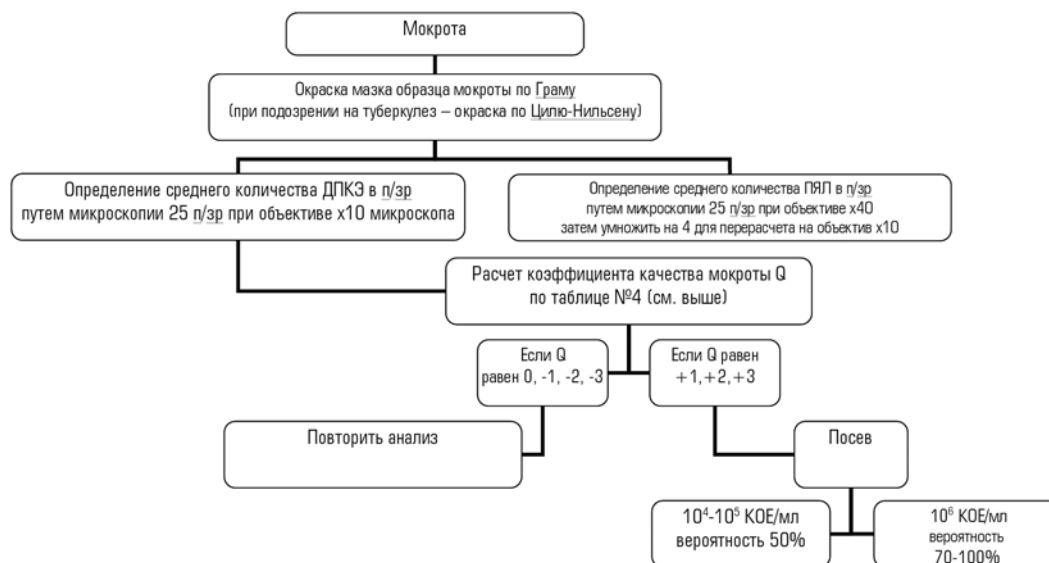 Мокрота
Окраска мазка образца мокроты по Граму
(при подозрении на туберкулез – окраска по Цилю-Нильсену)
Определение среднего количества ДПКЭ в п/зр
путем микроскопии 25 п/зр при объективе х10 микроскопа
Определение среднего количества ПЯЛ в п/зр
путем микроскопии 25 п/зр при объективе х40
затем умножить на 4 для перерасчета на объектив х10
Расчет коэффициента качества мокроты Q
по таблице №4 (см. выше)
Если Q
равен 0, -1, -2, -3
Если Q равен
+1, +2, +3
Повторить анализ
Посев
10⁴-10⁵ КОЕ/мл
вероятность 50%
10⁶ КОЕ/мл
вероятность
70-100%